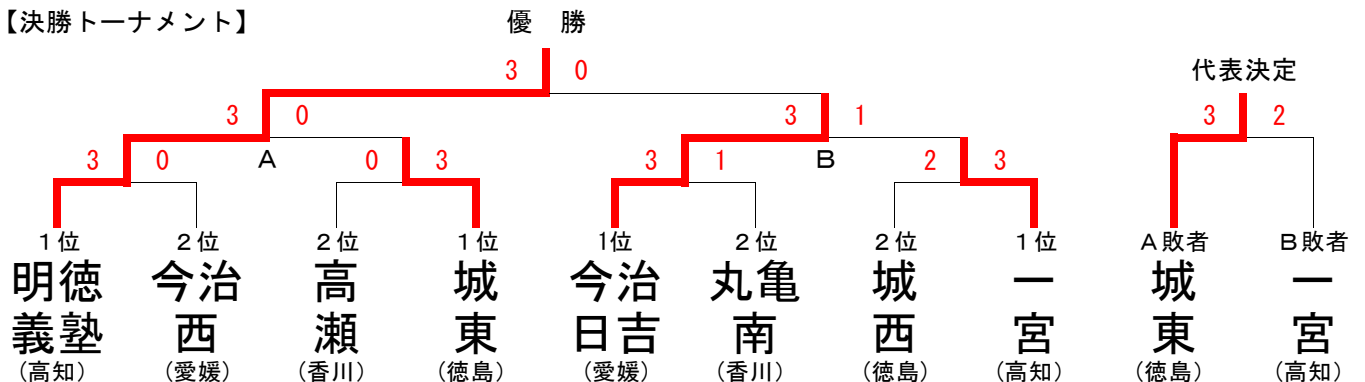 【決勝トーナメント】
優　勝
3 0
代表決定
3 0 3 1 3 2
A B
3 0 0 3 3 1 2 3
1位 2位 2位 1位 1位 2位 2位 1位 A敗者 B敗者
明徳 今治 高 城 今治 丸亀 城 一 城 一
義塾 西 瀬 東 日吉 南 西 宮 東 宮
(高知) (愛媛) (香川) (徳島) (愛媛) (香川) (徳島) (高知) (徳島) (高知)